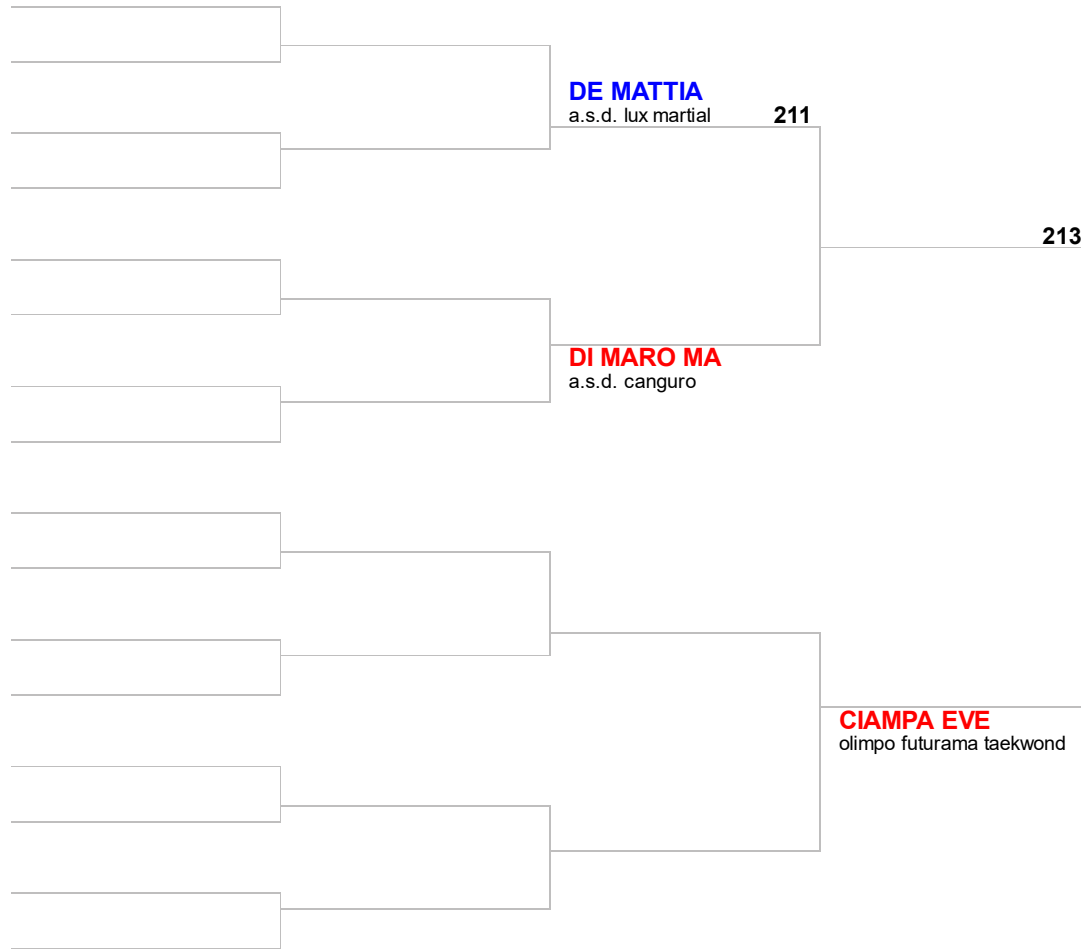 DE MATTIA
a.s.d. lux martial
211
213
DI MARO MA
a.s.d. canguro
CIAMPA EVE
olimpo futurama taekwond